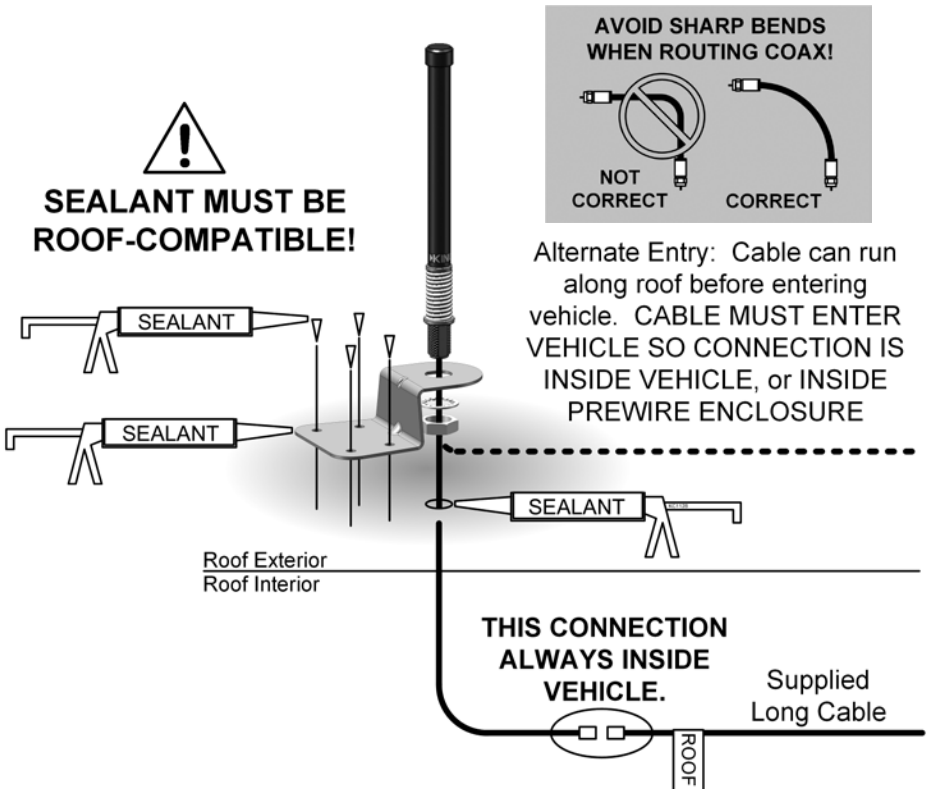 AVOID SHARP BENDS
WHEN ROUTING COAX!
NOT
CORRECT
CORRECT
!
SEALANT MUST BE
ROOF-COMPATIBLE!
Alternate Entry: Cable can run
along roof before entering
vehicle. CABLE MUST ENTER
VEHICLE SO CONNECTION IS
INSIDE VEHICLE, or INSIDE
PREWIRE ENCLOSURE
SEALANT
SEALANT
SEALANT
Roof Exterior
Roof Interior
THIS CONNECTION
ALWAYS INSIDE
VEHICLE.
Supplied
Long Cable
ROOF